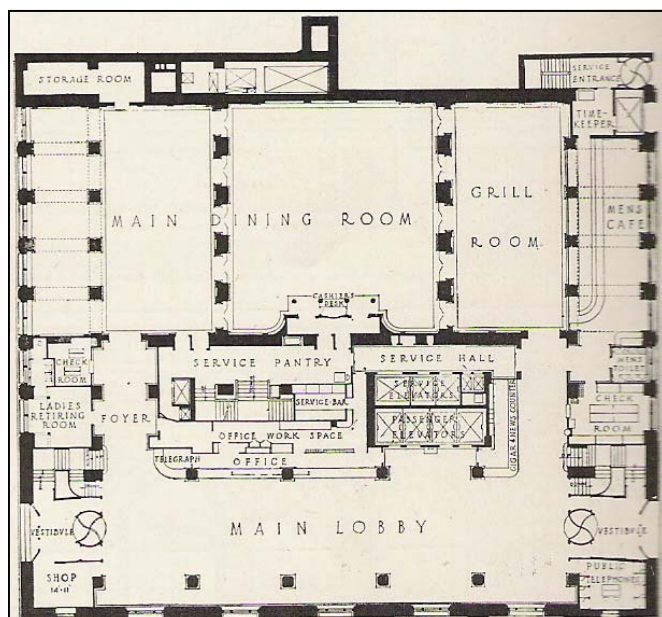 STORAGE ROOM
SERVICE
ENTRANCE
TIME-
KEEPER
MAIN DINING ROOM
GRILL
ROOM
MENS
CAFE
CASHIERS
DESK
SERVICE PANTRY
SERVICE HALL
CHECK
ROOM
MENS
TOILET
LADIES
RETIRING
ROOM
FOYER
SERVICE-BAR
SERVICE
ELEVATORS
PASSENGER
ELEVATORS
CIGAR & NEWS COUNTER
CHECK
ROOM
OFFICE WORK SPACE
TELEGRAPH
OFFICE
VESTIBULE
MAIN LOBBY
VESTIBULE
SHOP
PUBLIC
TELEPHONES